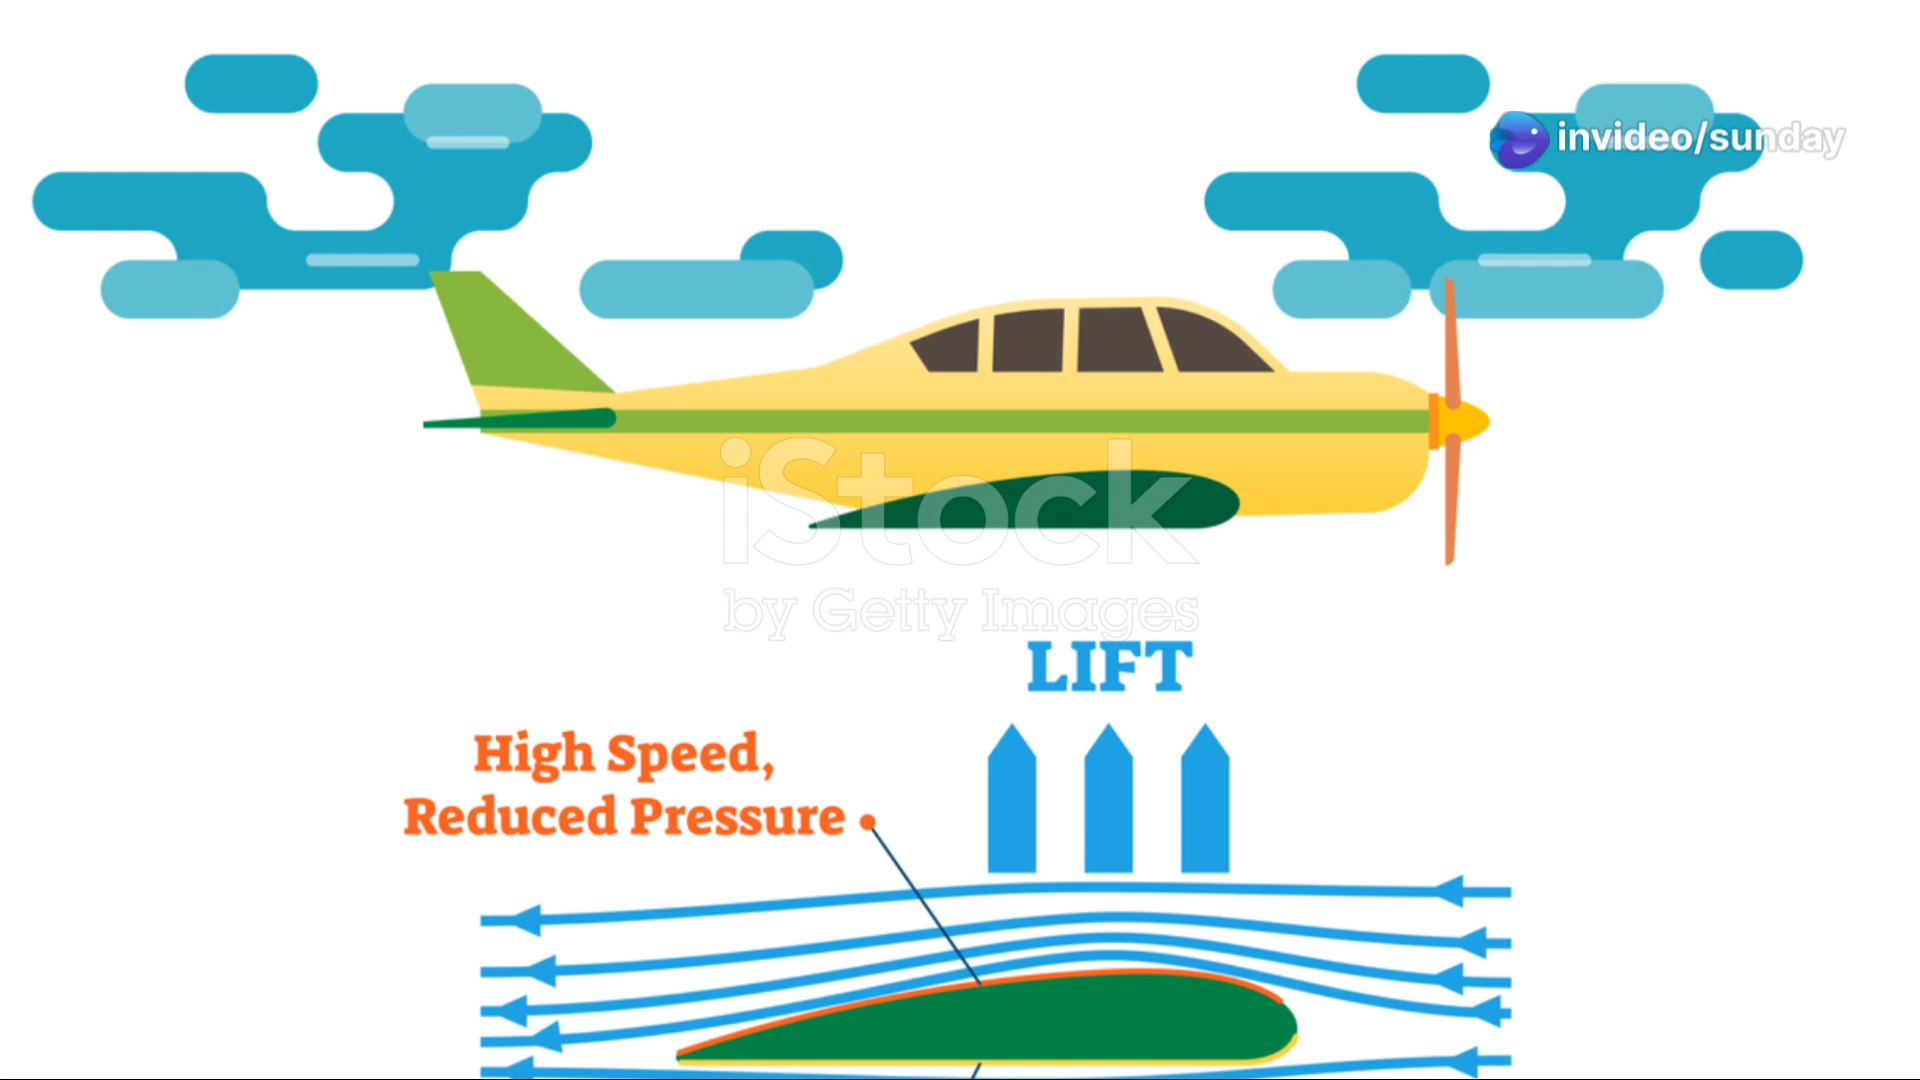 invideo/sunday
iStock
by Getty Images
LIFT
High Speed,
Reduced Pressure